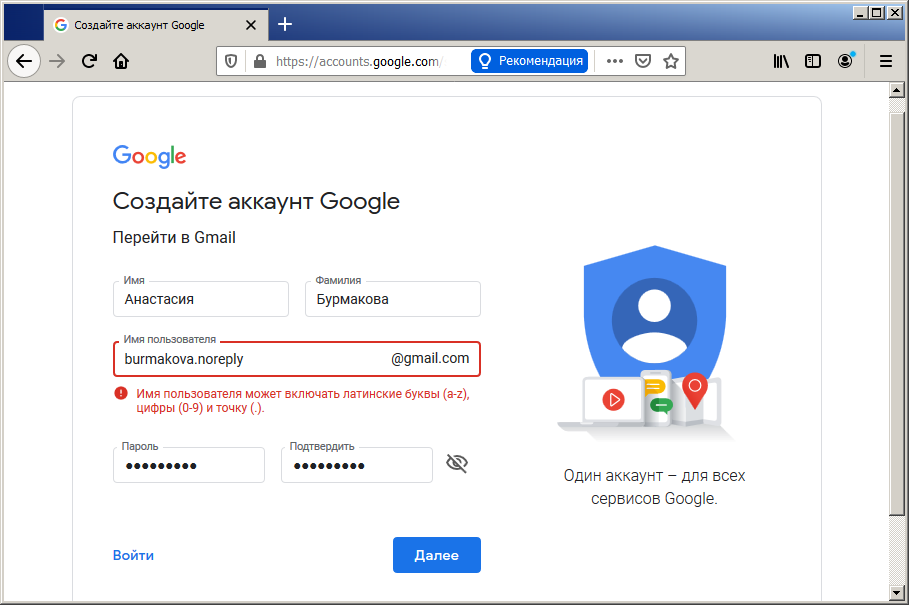 Создайте аккаунт Google
https://accounts.google.com/
Рекомендация
Google
Создайте аккаунт Google
Перейти в Gmail
Имя
Фамилия
Анастасия
Бурмакова
Имя пользователя
burmakova.noreply
@gmail.com
Имя пользователя может включать латинские буквы (a-z),
цифры (0-9) и точку (.).
Пароль
Подтвердить
•••••••••
•••••••••
Один аккаунт – для всех
сервисов Google.
Войти
Далее